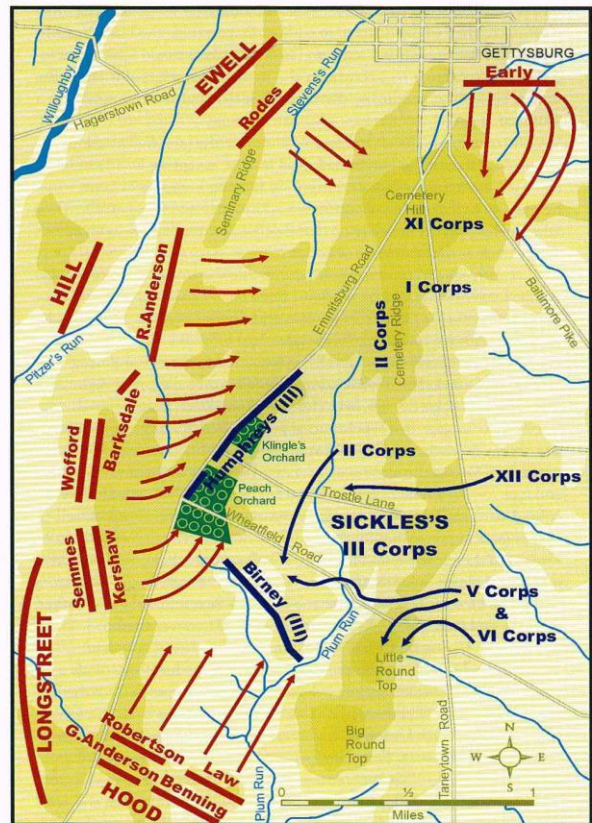 GETTYSBURG
Early
EWELL
Rodes
Willoughby Run
Hagerstown Road
Stevens's Run
Seminary Ridge
Cemetery
Hill
XI Corps
I Corps
II Corps
Cemetery Ridge
Emmitsburg Road
Baltimore Pike
HILL
R.Anderson
Pitzer's Run
Barksdale
Wofford
Humphreys (III)
Klingle's
Orchard
Peach
Orchard
II Corps
XII Corps
Trostle Lane
Wheatfield Road
SICKLES'S
III Corps
Semmes
Kershaw
Birney (III)
Plum Run
V Corps
&
VI Corps
Little
Round
Top
LONGSTREET
Robertson
Law
G.Anderson
Benning
HOOD
Big
Round
Top
Plum Run
Taneytown Road
N
W
E
S
0
½
1
Miles